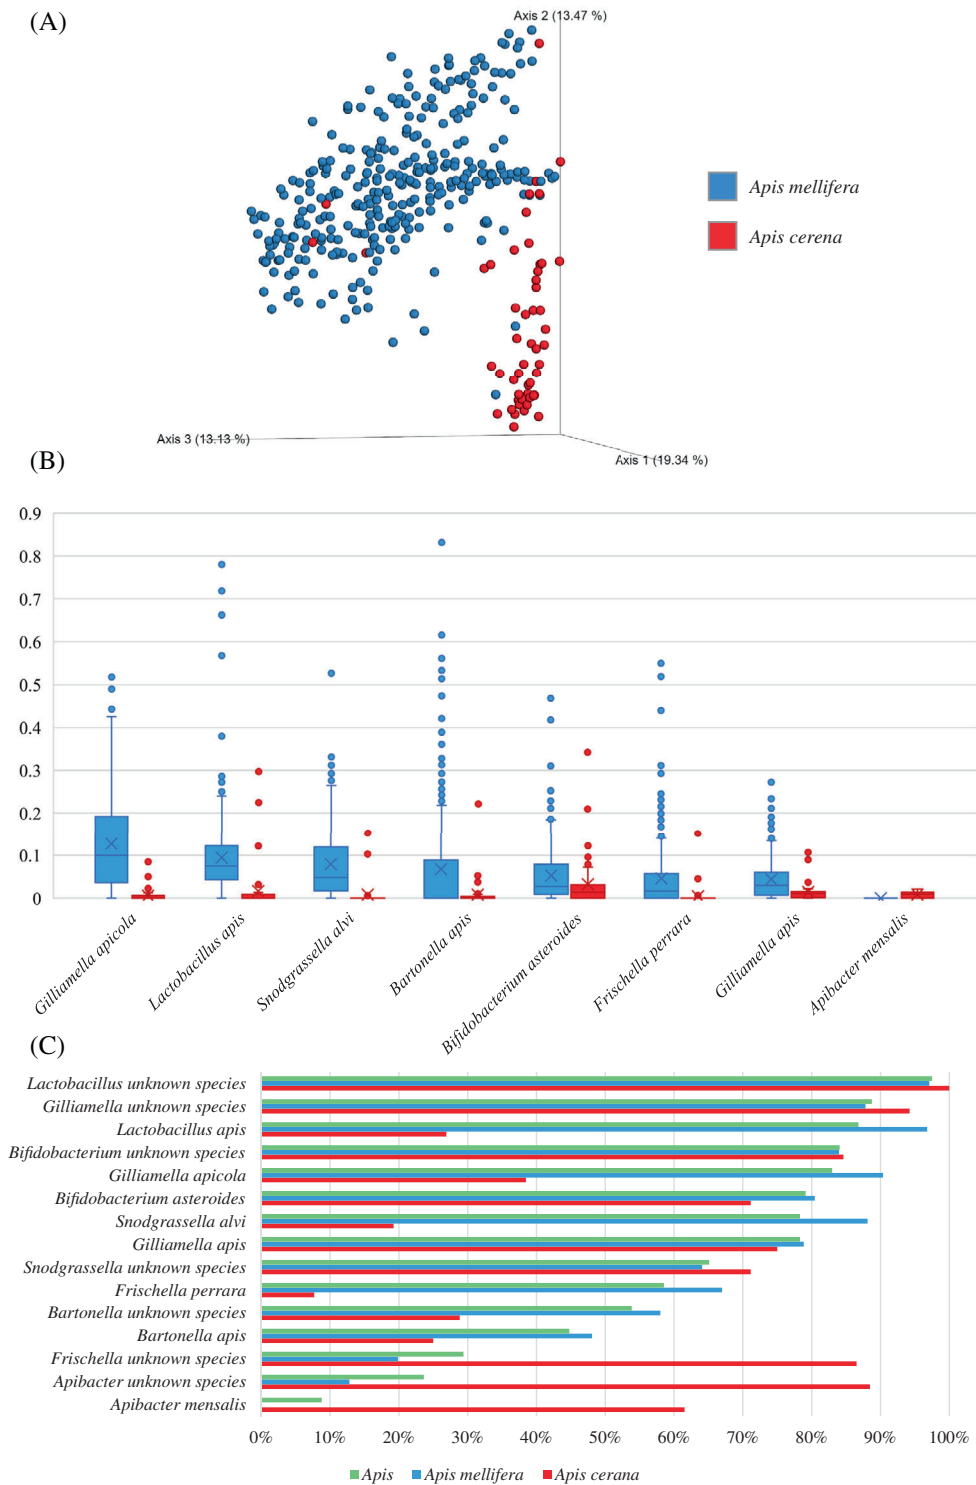 (A)
Axis 2 (13.47 %)
Apis mellifera
Apis cerena
Axis 3 (13.13 %)
Axis 1 (19.34 %)
(B)
0.9
0.8
0.7
0.6
0.5
0.4
0.3
0.2
0.1
0
Gilliamella apicola
Lactobacillus apis
Snodgrassella alvi
Bartonella apis
Bifidobacterium asteroides
Frischella perrara
Gilliamella apis
Apibacter mensalis
(C)
Lactobacillus unknown species
Gilliamella unknown species
Lactobacillus apis
Bifidobacterium unknown species
Gilliamella apicola
Bifidobacterium asteroides
Snodgrassella alvi
Gilliamella apis
Snodgrassella unknown species
Frischella perrara
Bartonella unknown species
Bartonella apis
Frischella unknown species
Apibacter unknown species
Apibacter mensalis
0% 10% 20% 30% 40% 50% 60% 70% 80% 90% 100%
Apis Apis mellifera Apis cerana